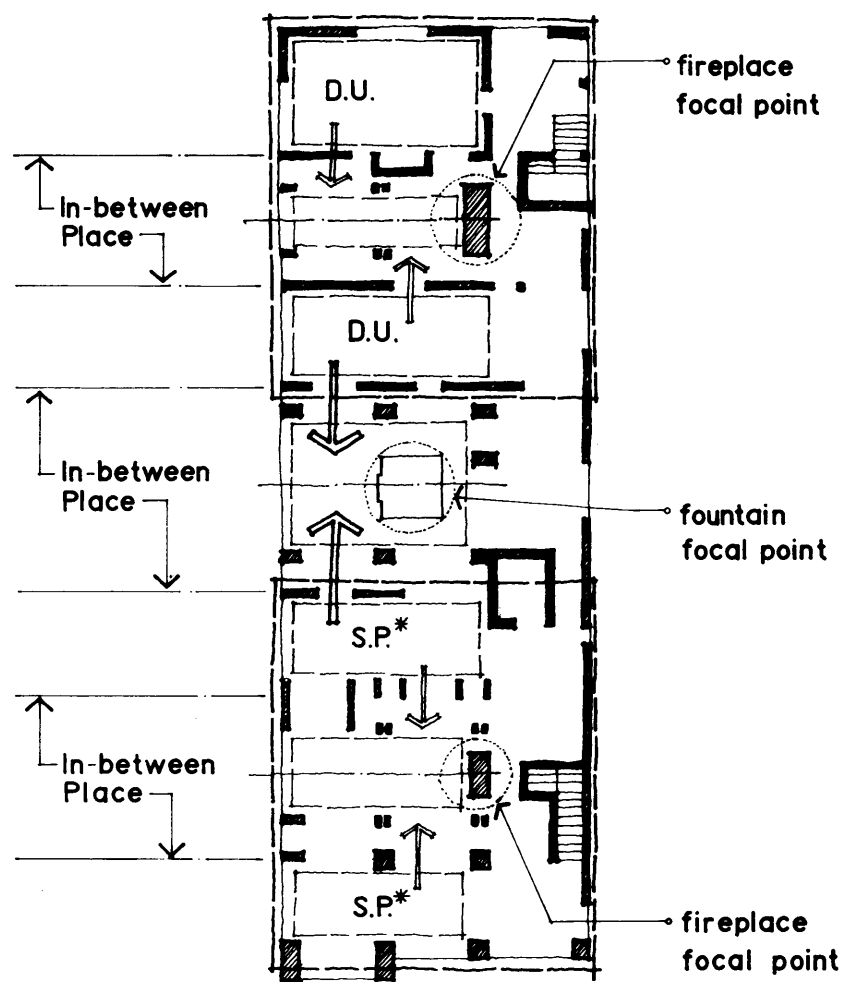 D.U.
fireplace
focal point
In-between
Place
D.U.
In-between
Place
fountain
focal point
S.P.*
In-between
Place
S.P.*
fireplace
focal point